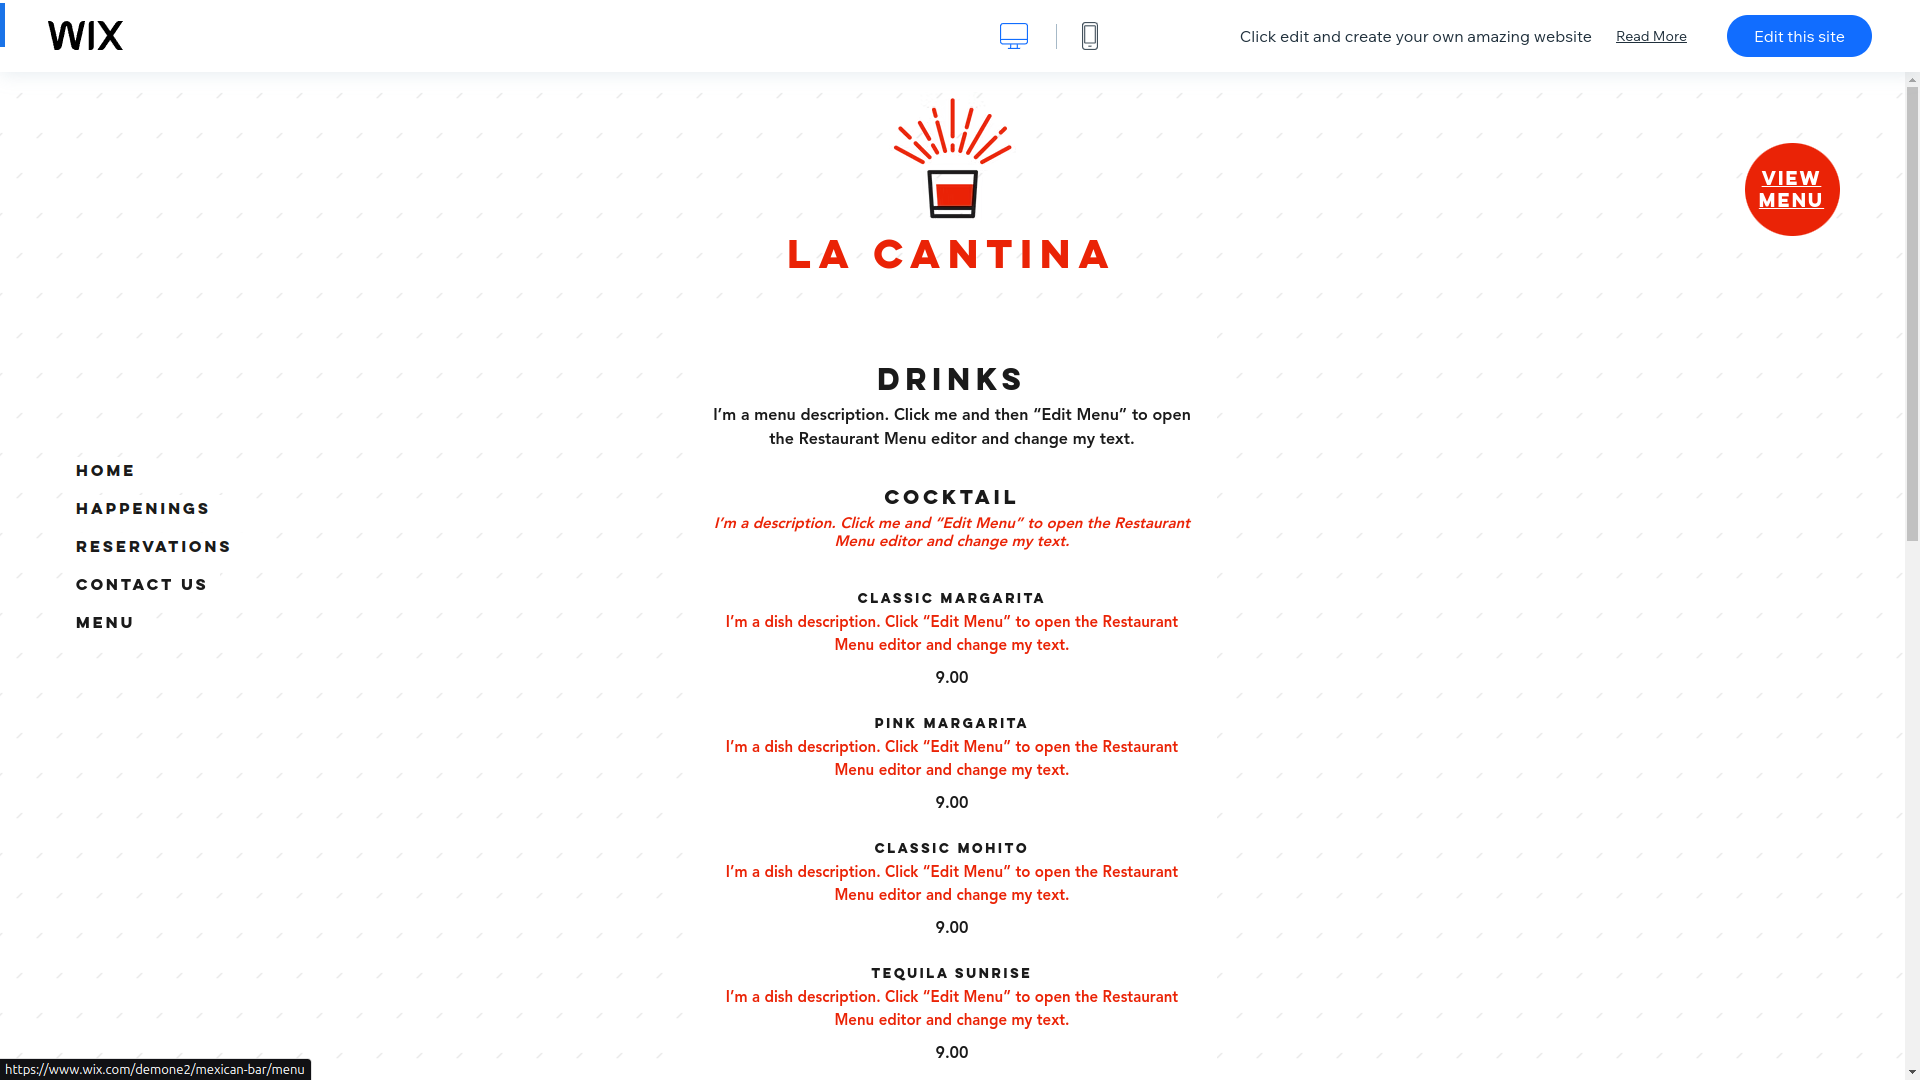 WIX
Click edit and create your own amazing website
Read More
Edit this site
LA CANTINA
VIEW
MENU
HOME
HAPPENINGS
RESERVATIONS
CONTACT US
MENU
DRINKS
I’m a menu description. Click me and then “Edit Menu” to open
the Restaurant Menu editor and change my text.
COCKTAIL
I’m a description. Click me and “Edit Menu” to open the Restaurant
Menu editor and change my text.
CLASSIC MARGARITA
I’m a dish description. Click “Edit Menu” to open the Restaurant
Menu editor and change my text.
9.00
PINK MARGARITA
I’m a dish description. Click “Edit Menu” to open the Restaurant
Menu editor and change my text.
9.00
CLASSIC MOHITO
I’m a dish description. Click “Edit Menu” to open the Restaurant
Menu editor and change my text.
9.00
TEQUILA SUNRISE
I’m a dish description. Click “Edit Menu” to open the Restaurant
Menu editor and change my text.
9.00
https://www.wix.com/demone2/mexican-bar/menu